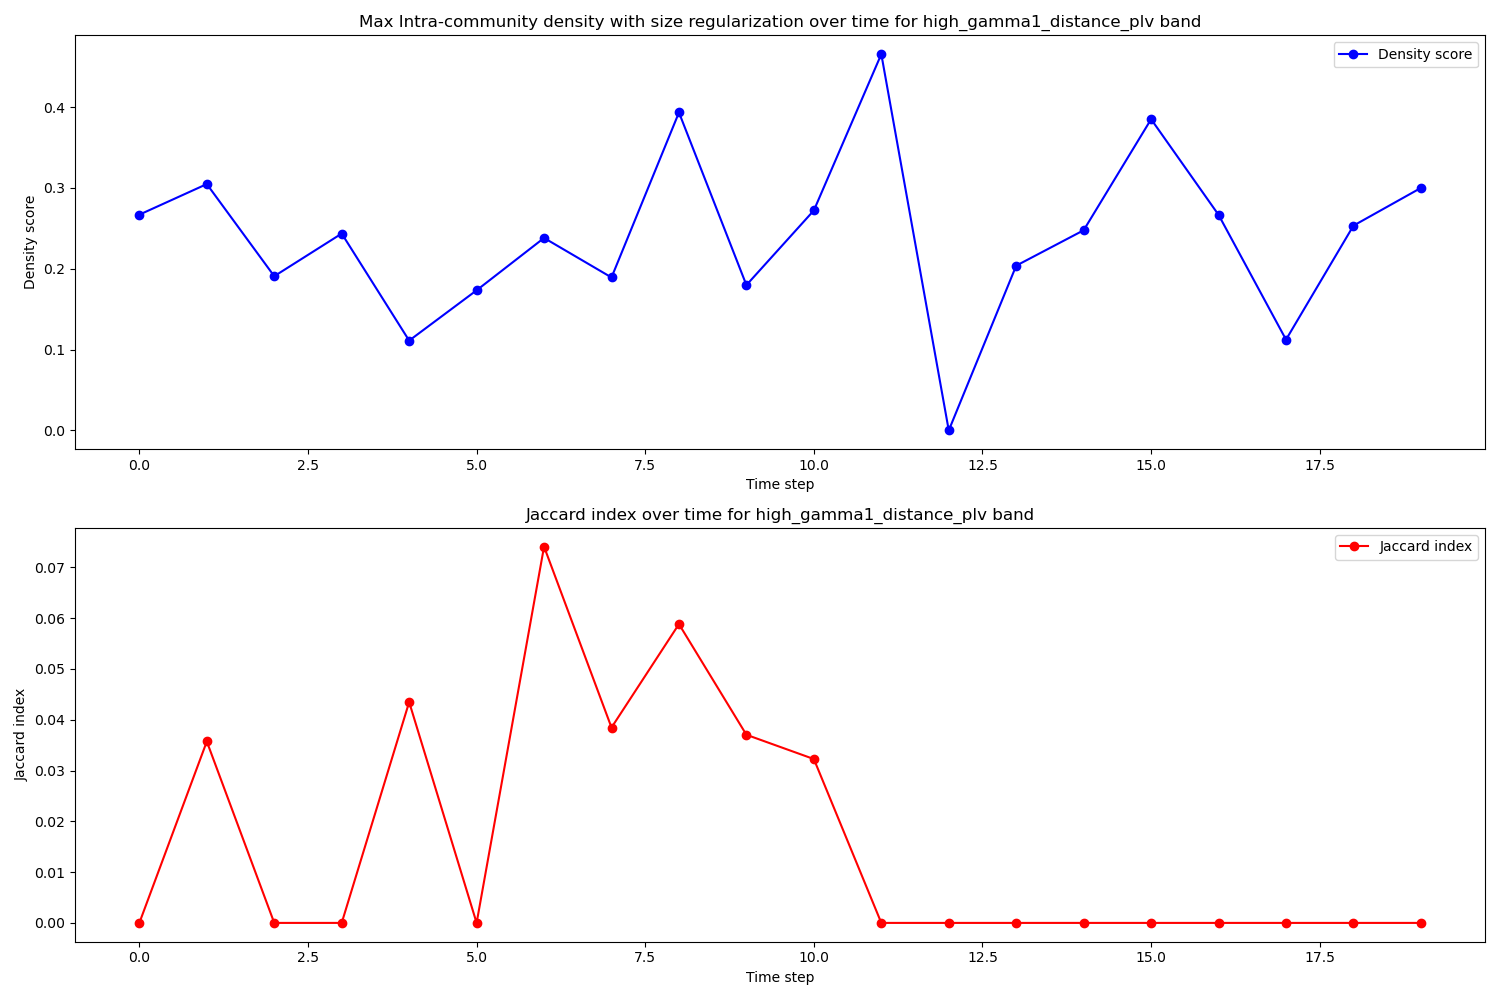 Max Intra-community density with size regularization over time for high_gamma1_distance_plv band
Density score
Density score
0.4
0.3
0.2
0.1
0.0
0.0 2.5 5.0 7.5 10.0 12.5 15.0 17.5
Time step
Jaccard index over time for high_gamma1_distance_plv band
Jaccard index
Jaccard index
0.07
0.06
0.05
0.04
0.03
0.02
0.01
0.00
0.0 2.5 5.0 7.5 10.0 12.5 15.0 17.5
Time step